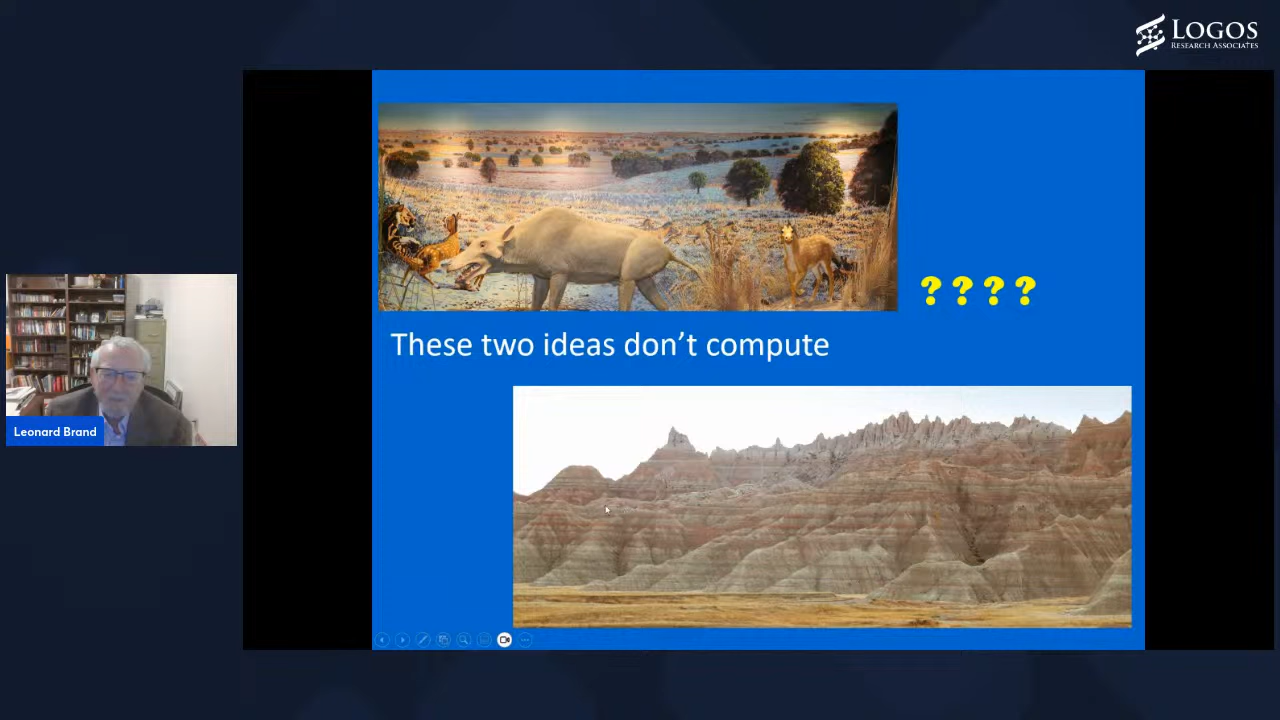 LOGOS
RESEARCH ASSOCIATES
? ? ? ?
These two ideas don’t compute
Leonard Brand